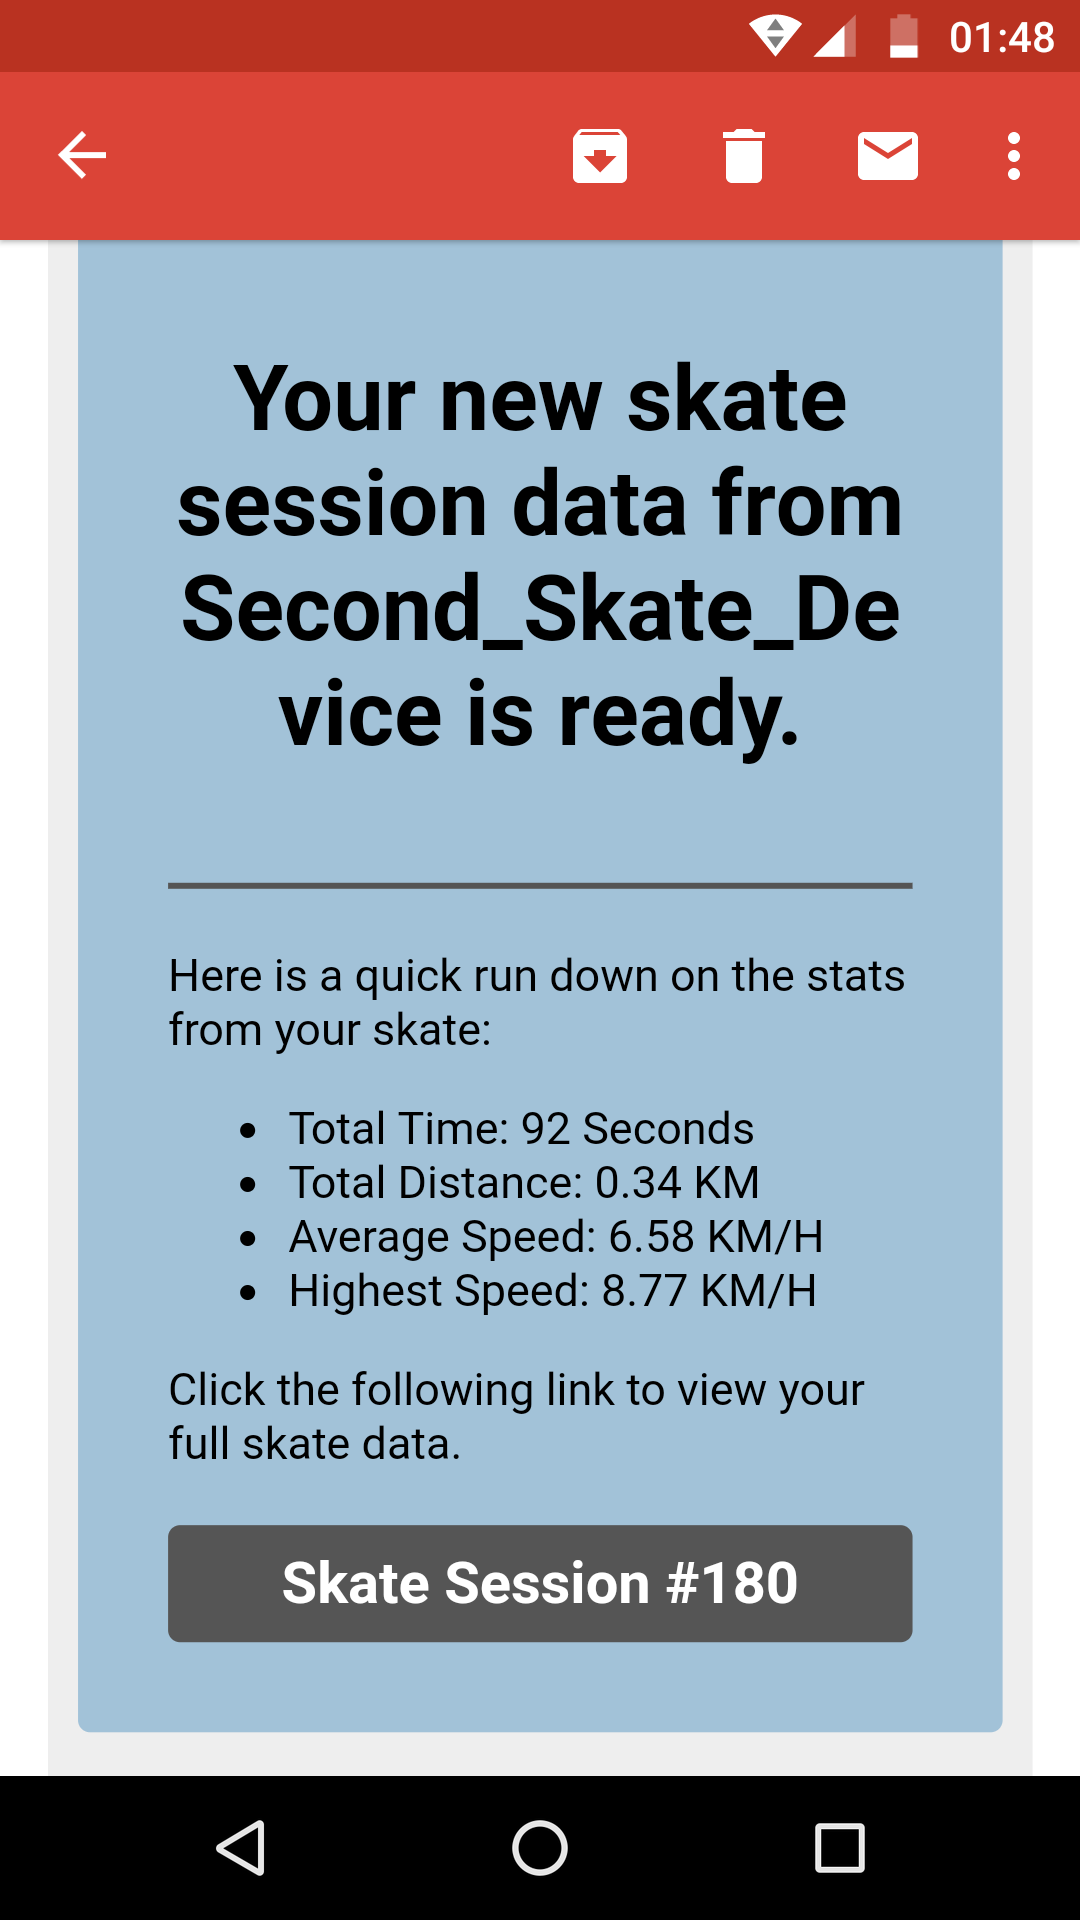 01:48
Your new skate
session data from
Second_Skate_De
vice is ready.
Here is a quick run down on the stats
from your skate:
• Total Time: 92 Seconds
• Total Distance: 0.34 KM
• Average Speed: 6.58 KM/H
• Highest Speed: 8.77 KM/H
Click the following link to view your
full skate data.
Skate Session #180